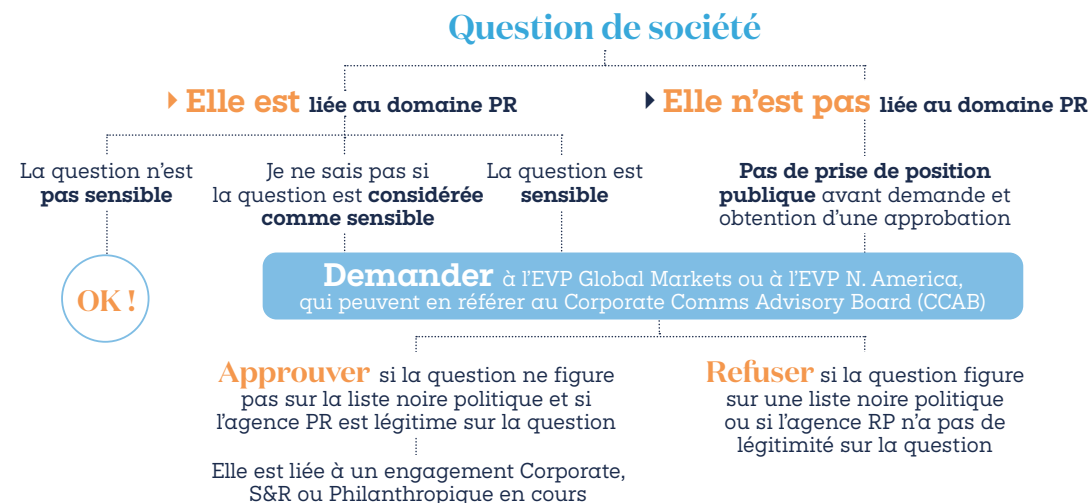 Question de société
Elle est liée au domaine PR
Elle n'est pas liée au domaine PR
La question n'est
pas sensible
Je ne sais pas si
la question est considérée
comme sensible
La question est
sensible
Pas de prise de position
publique avant demande et
obtention d'une approbation
OK !
Demander à l'EVP Global Markets ou à l'EVP N. America,
qui peuvent en référer au Corporate Comms Advisory Board (CCAB)
Approuver si la question ne figure
pas sur la liste noire politique et si
l'agence PR est légitime sur la question
Elle est liée à un engagement Corporate,
S&R ou Philanthropique en cours
Refuser si la question figure
sur une liste noire politique
ou si l'agence RP n'a pas de
légitimité sur la question